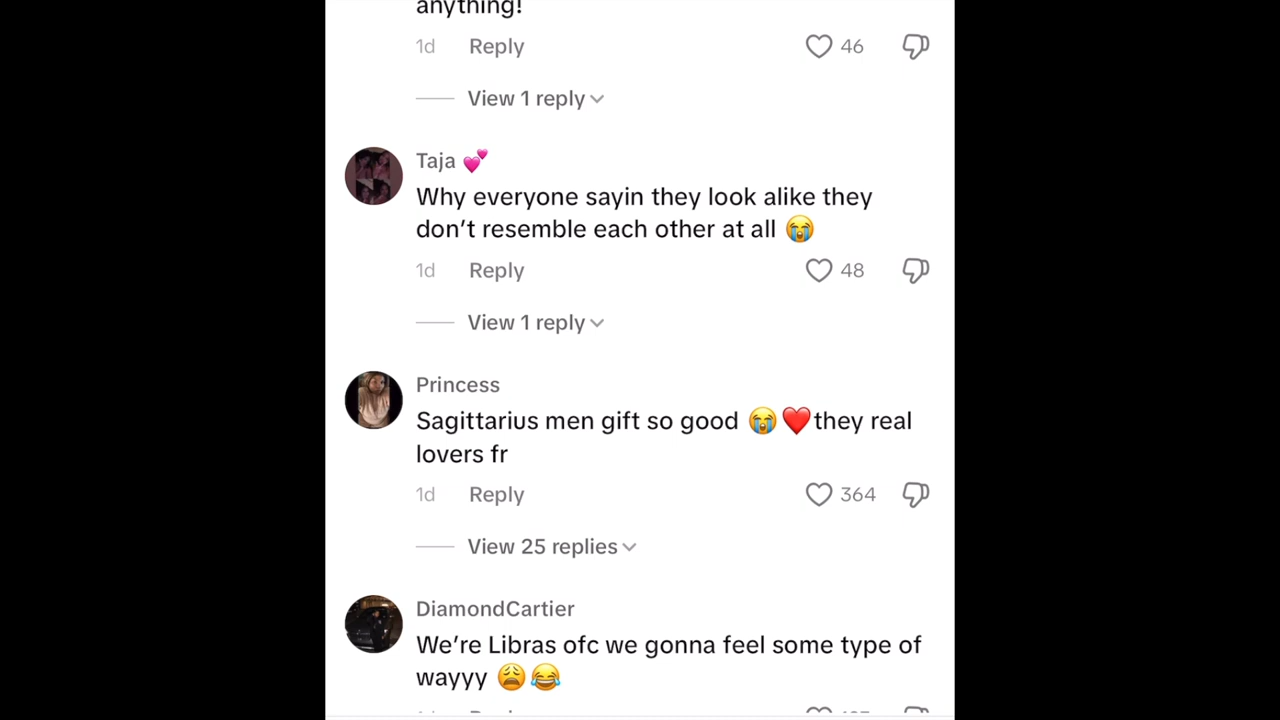 anything!
1d Reply 46
View 1 reply
Taja 💕
Why everyone sayin they look alike they
don’t resemble each other at all 😭
1d Reply 48
View 1 reply
Princess
Sagittarius men gift so good 😭❤️they real
lovers fr
1d Reply 364
View 25 replies
DiamondCartier
We’re Libras ofc we gonna feel some type of
wayyy 😩😂